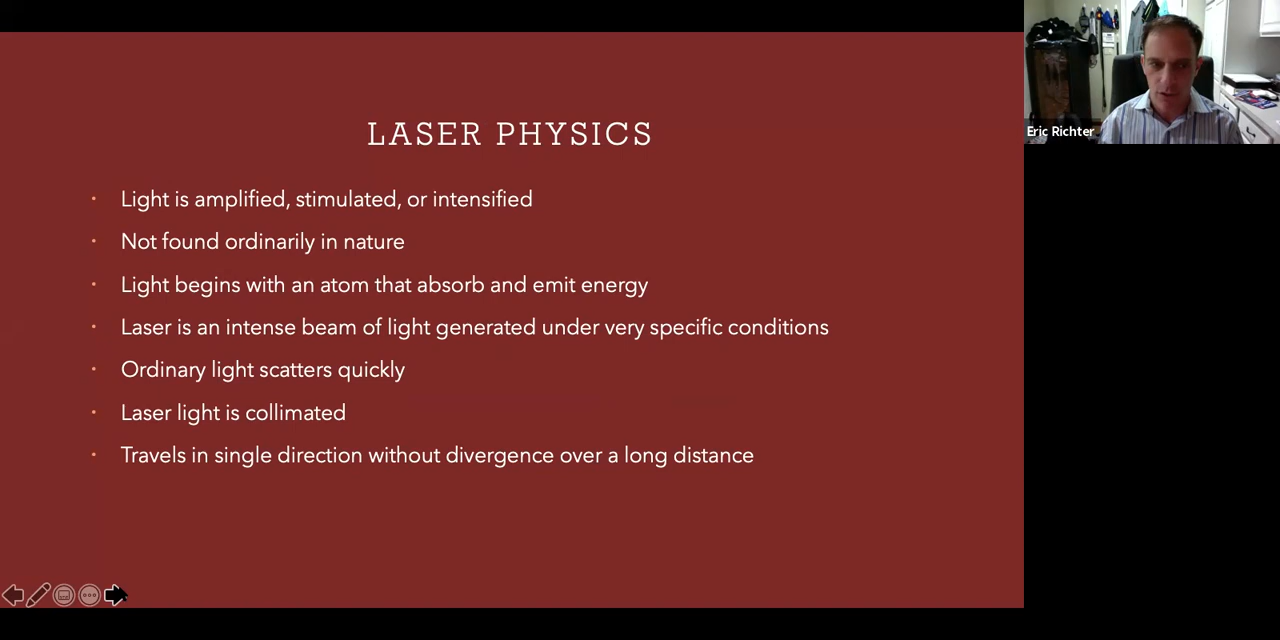 LASER PHYSICS
Light is amplified, stimulated, or intensified
Not found ordinarily in nature
Light begins with an atom that absorb and emit energy
Laser is an intense beam of light generated under very specific conditions
Ordinary light scatters quickly
Laser light is collimated
Travels in single direction without divergence over a long distance
Eric Richter